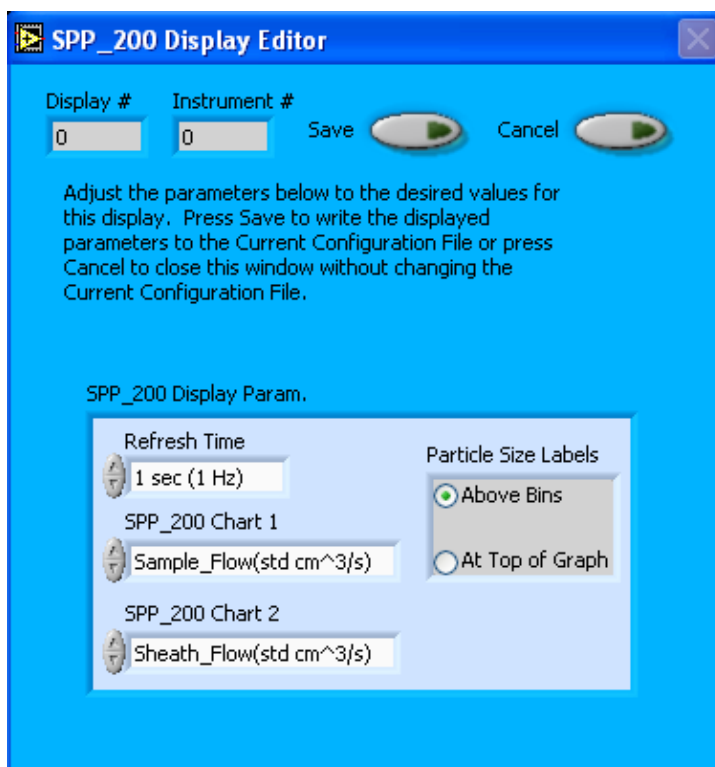 SPP_200 Display Editor
Display # Instrument #
0 0 Save Cancel
Adjust the parameters below to the desired values for
this display. Press Save to write the displayed
parameters to the Current Configuration File or press
Cancel to close this window without changing the
Current Configuration File.
SPP_200 Display Param.
Refresh Time
1 sec (1 Hz)
SPP_200 Chart 1
Sample_Flow(std cm^3/s)
SPP_200 Chart 2
Sheath_Flow(std cm^3/s)
Particle Size Labels
Above Bins
At Top of Graph